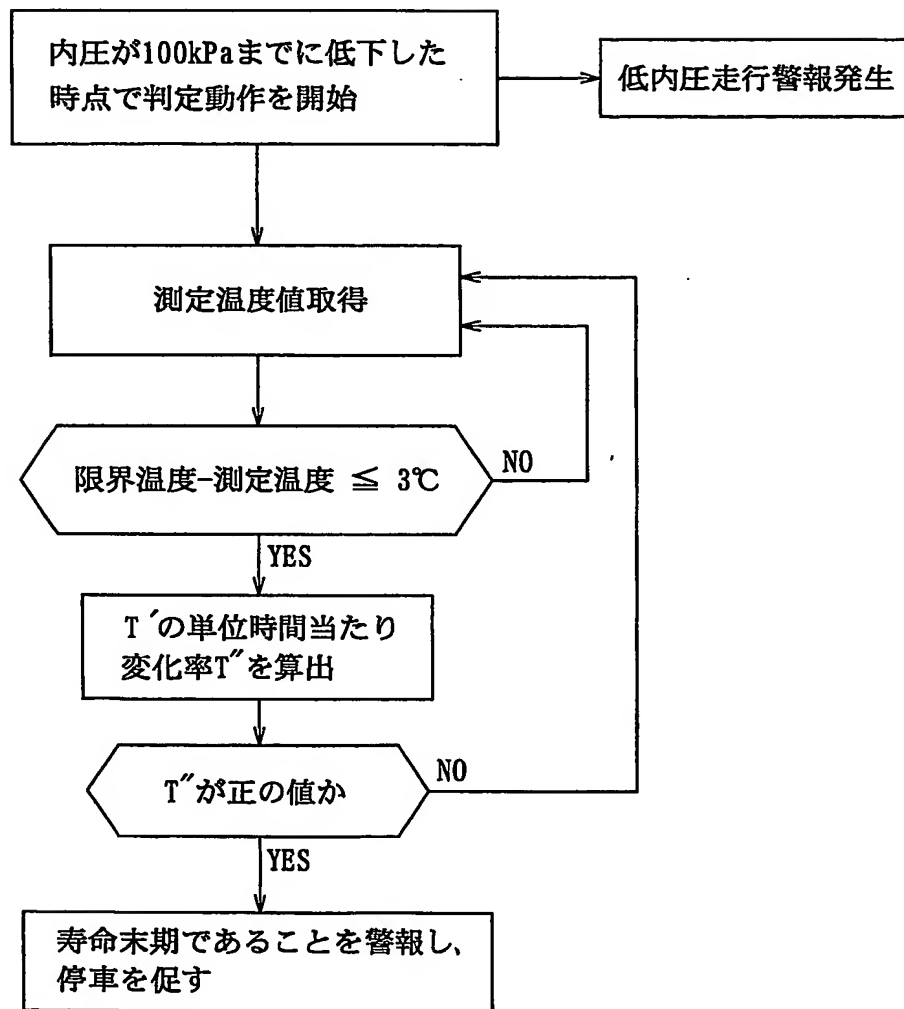 内圧が100kPaまでに低下した
時点で判定動作を開始
低内圧走行警報発生
測定温度値取得
限界温度-測定温度 ≦ 3℃
NO
YES
T′の単位時間当たり
変化率T″を算出
T″が正の値か
NO
YES
寿命末期であることを警報し、
停車を促す